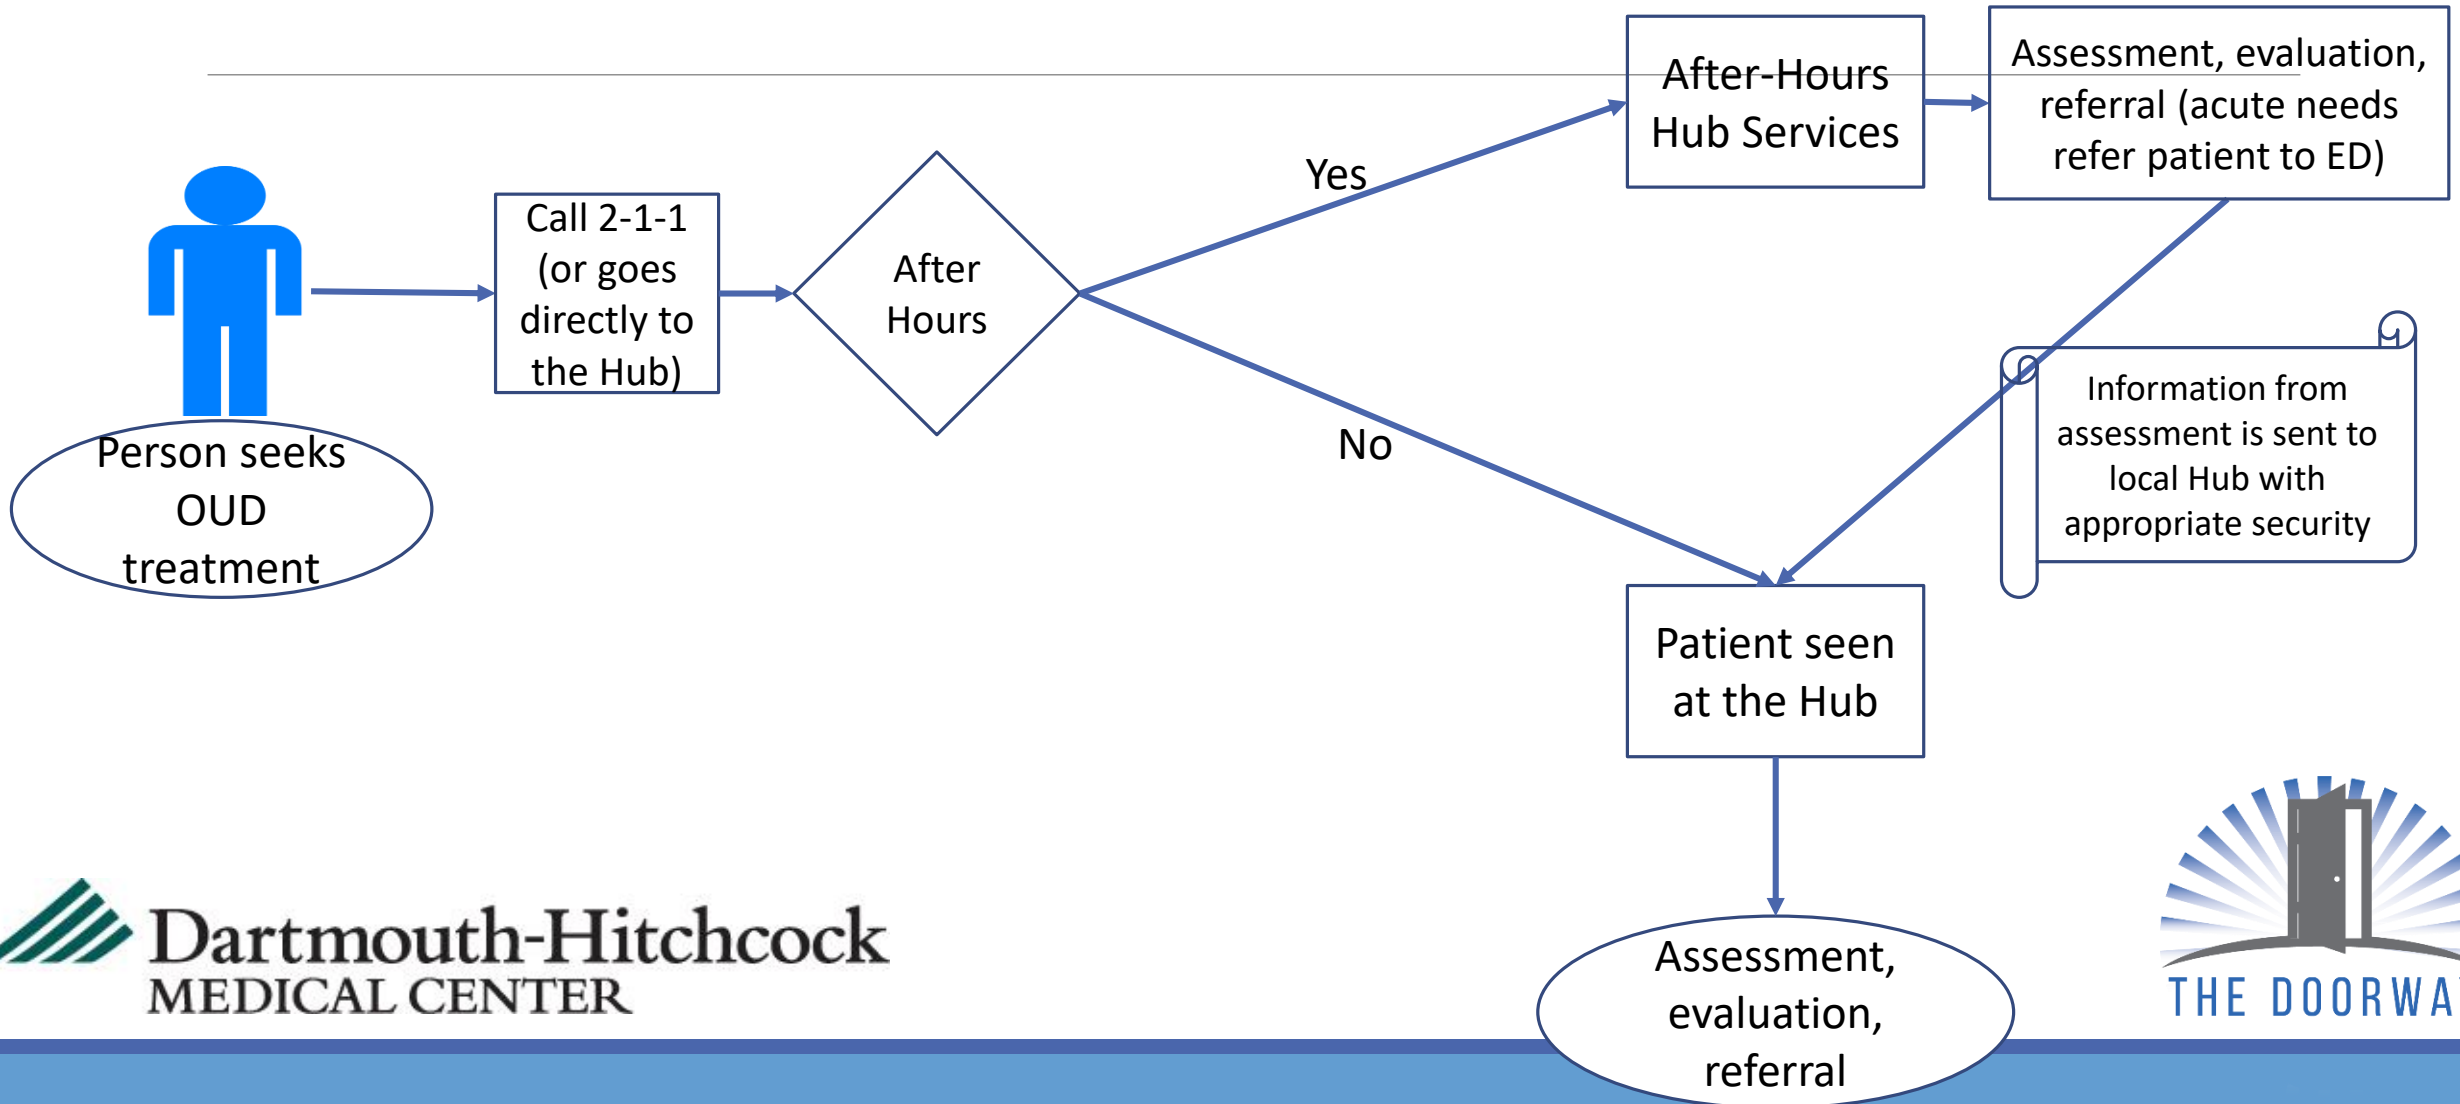 Person seeks
OUD
treatment
Call 2-1-1
(or goes
directly to
the Hub)
After
Hours
Yes
No
After-Hours
Hub Services
Assessment, evaluation,
referral (acute needs
refer patient to ED)
Information from
assessment is sent to
local Hub with
appropriate security
Patient seen
at the Hub
Assessment,
evaluation,
referral
Dartmouth-Hitchcock
MEDICAL CENTER
THE DOORWAY